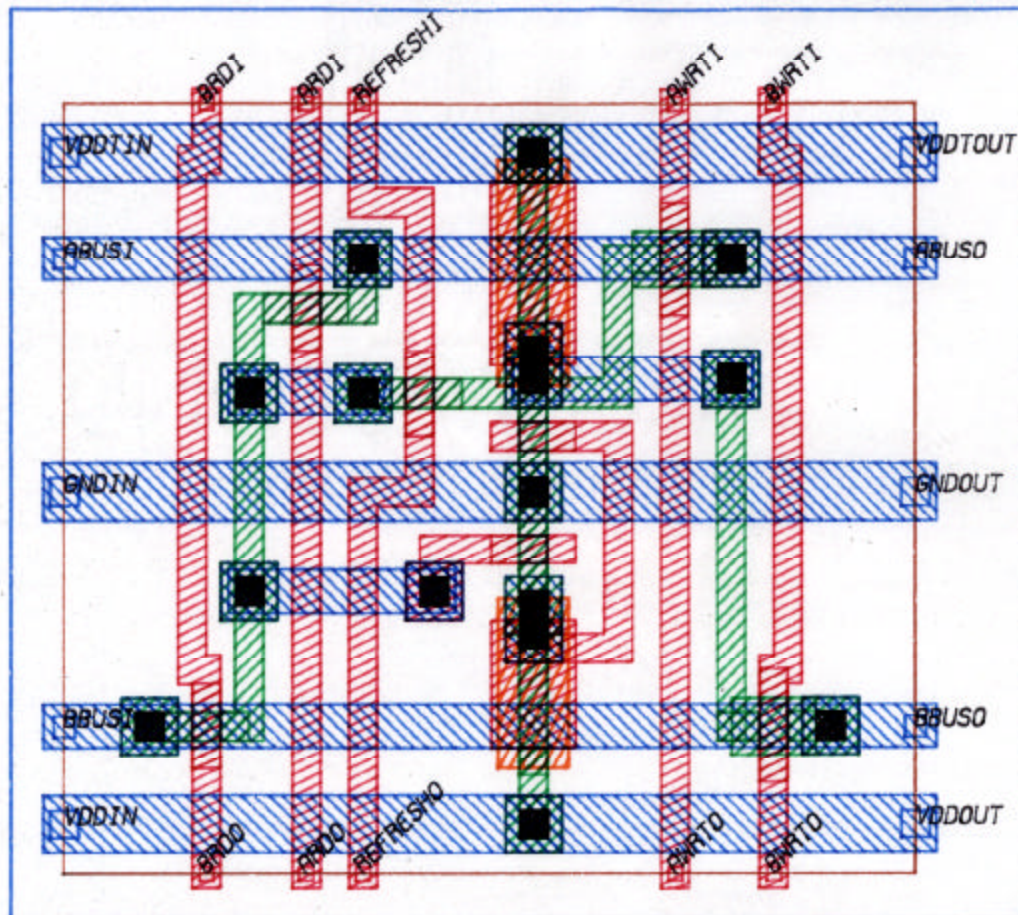 BRDI
ARDI
REFRESHI
AWRTI
BWRTI
VDDTIN
VDDTOUT
ABUSI
ABUSO
GNDIN
GNDOUT
BBUSI
BBUSO
VDDIN
VDDOUT
BRDO
ARDO
REFRESHO
AWRTO
BWRTO